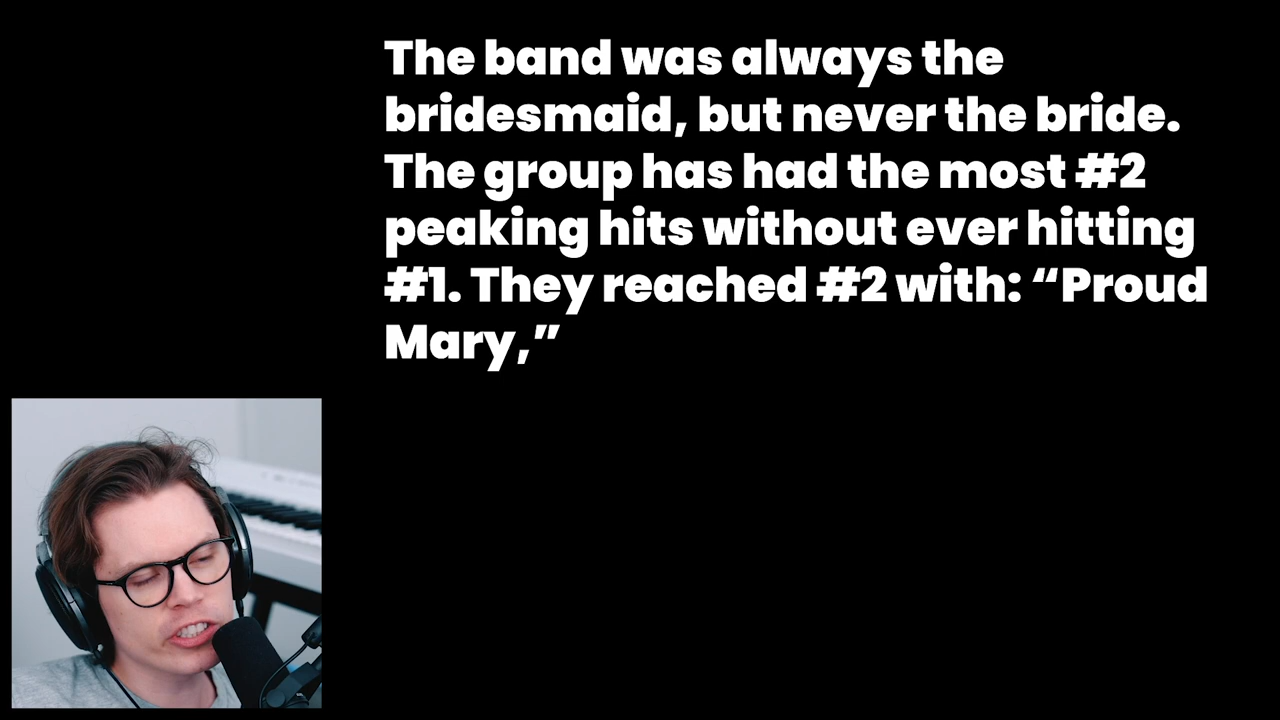 The band was always the
bridesmaid, but never the bride.
The group has had the most #2
peaking hits without ever hitting
#1. They reached #2 with: “Proud
Mary,”